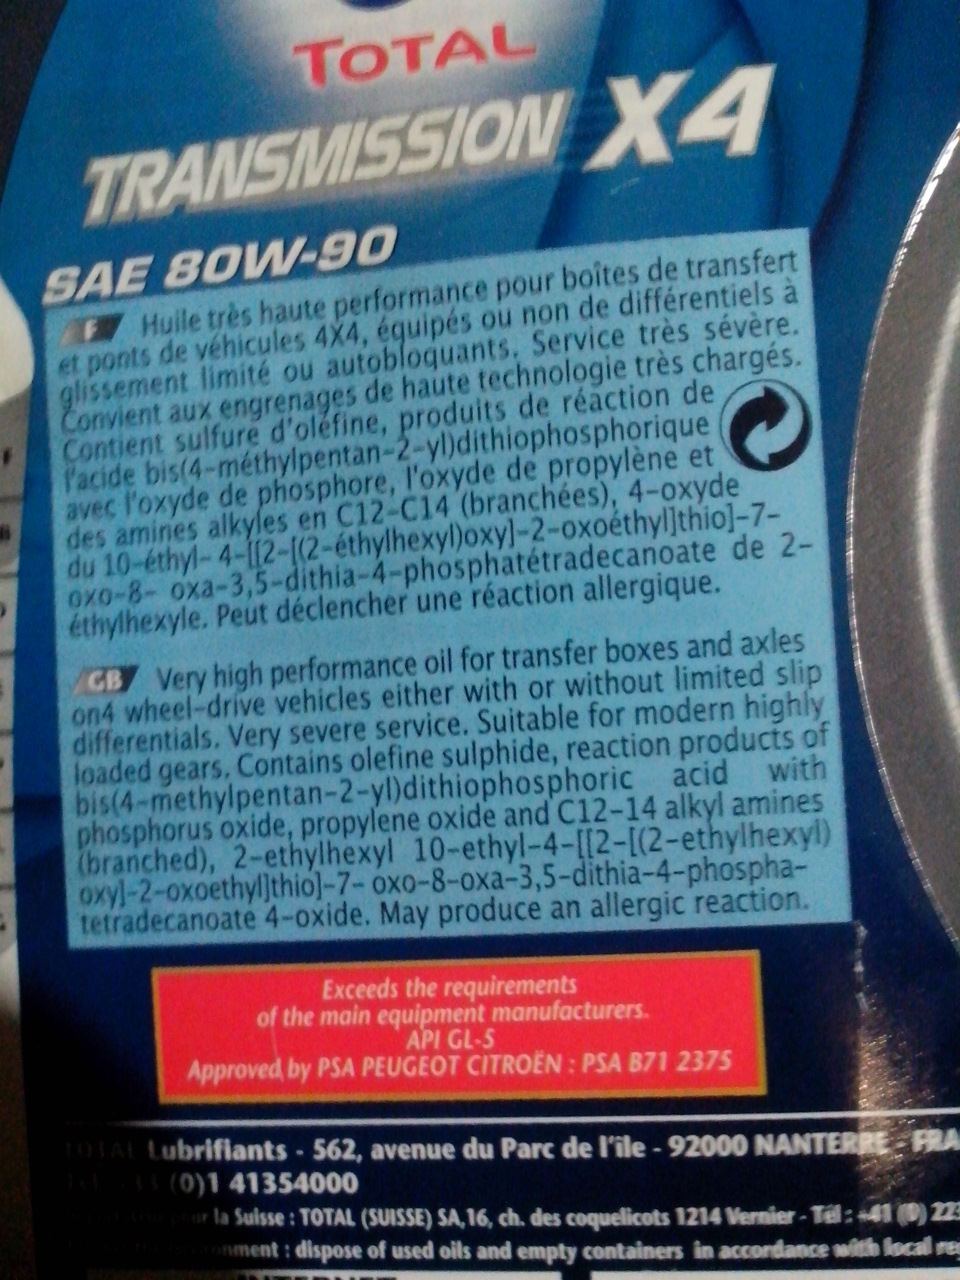 TOTAL
TRANSMISSION X4
SAE 80W-90
F Huile très haute performance pour boîtes de transfert
et ponts de véhicules 4X4, équipés ou non de différentiels à
glissement limité ou autobloquants. Service très sévère.
Convient aux engrenages de haute technologie très chargés.
Contient sulfure d'oléfine, produits de réaction de
l'acide bis(4-méthylpentan-2-yl)dithiophosphorique
avec l'oxyde de phosphore, l'oxyde de propylène et
des amines alkyles en C12-C14 (branchées), 4-oxyde
du 10-éthyl- 4-[[2-[(2-éthylhexyl)oxy]-2-oxoéthyl]thio]-7-
oxo-8- oxa-3,5-dithia-4-phosphatétradecanoate de 2-
éthylhexyle. Peut déclencher une réaction allergique.
GB Very high performance oil for transfer boxes and axles
on4 wheel-drive vehicles either with or without limited slip
differentials. Very severe service. Suitable for modern highly
loaded gears. Contains olefine sulphide, reaction products of
bis(4-methylpentan-2-yl)dithiophosphoric acid with
phosphorus oxide, propylene oxide and C12-14 alkyl amines
(branched), 2-ethylhexyl 10-ethyl-4-[[2-[(2-ethylhexyl)
oxy]-2-oxoethyl]thio]-7- oxo-8-oxa-3,5-dithia-4-phospha-
tetradecanoate 4-oxide. May produce an allergic reaction.
Exceeds the requirements
of the main equipment manufacturers.
API GL-5
Approved by PSA PEUGEOT CITROËN : PSA B71 2375
TOTAL Lubrifiants - 562, avenue du Parc de l'île - 92000 NANTERRE - FRA
(0)1 41354000
la Suisse : TOTAL (SUISSE) SA,16, ch. des coquelicots 1214 Vernier - Tél : +41 (0) 223
: dispose of used oils and empty containers in accordance with local re